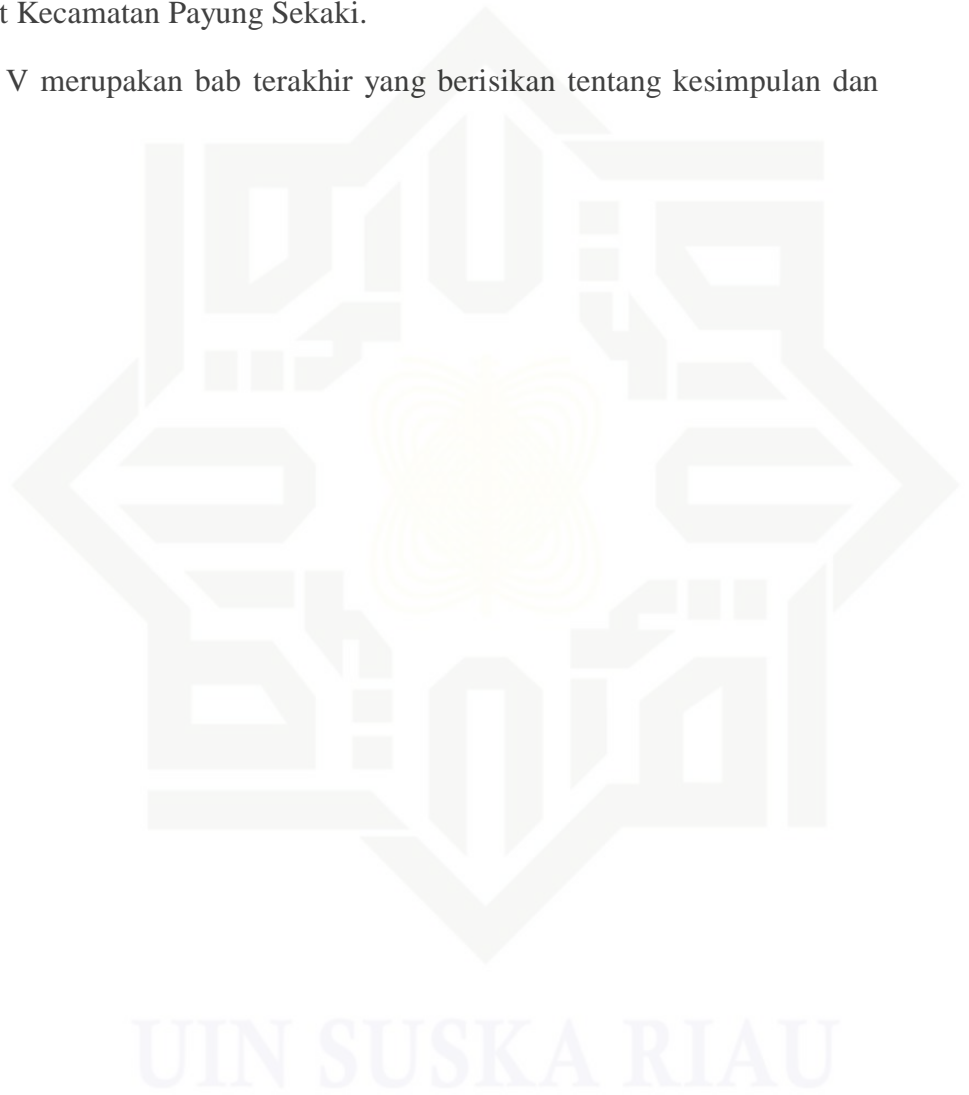 t Kecamatan Payung Sekaki.
V merupakan bab terakhir yang berisikan tentang kesimpulan dan
UIN SUSKA RIAU